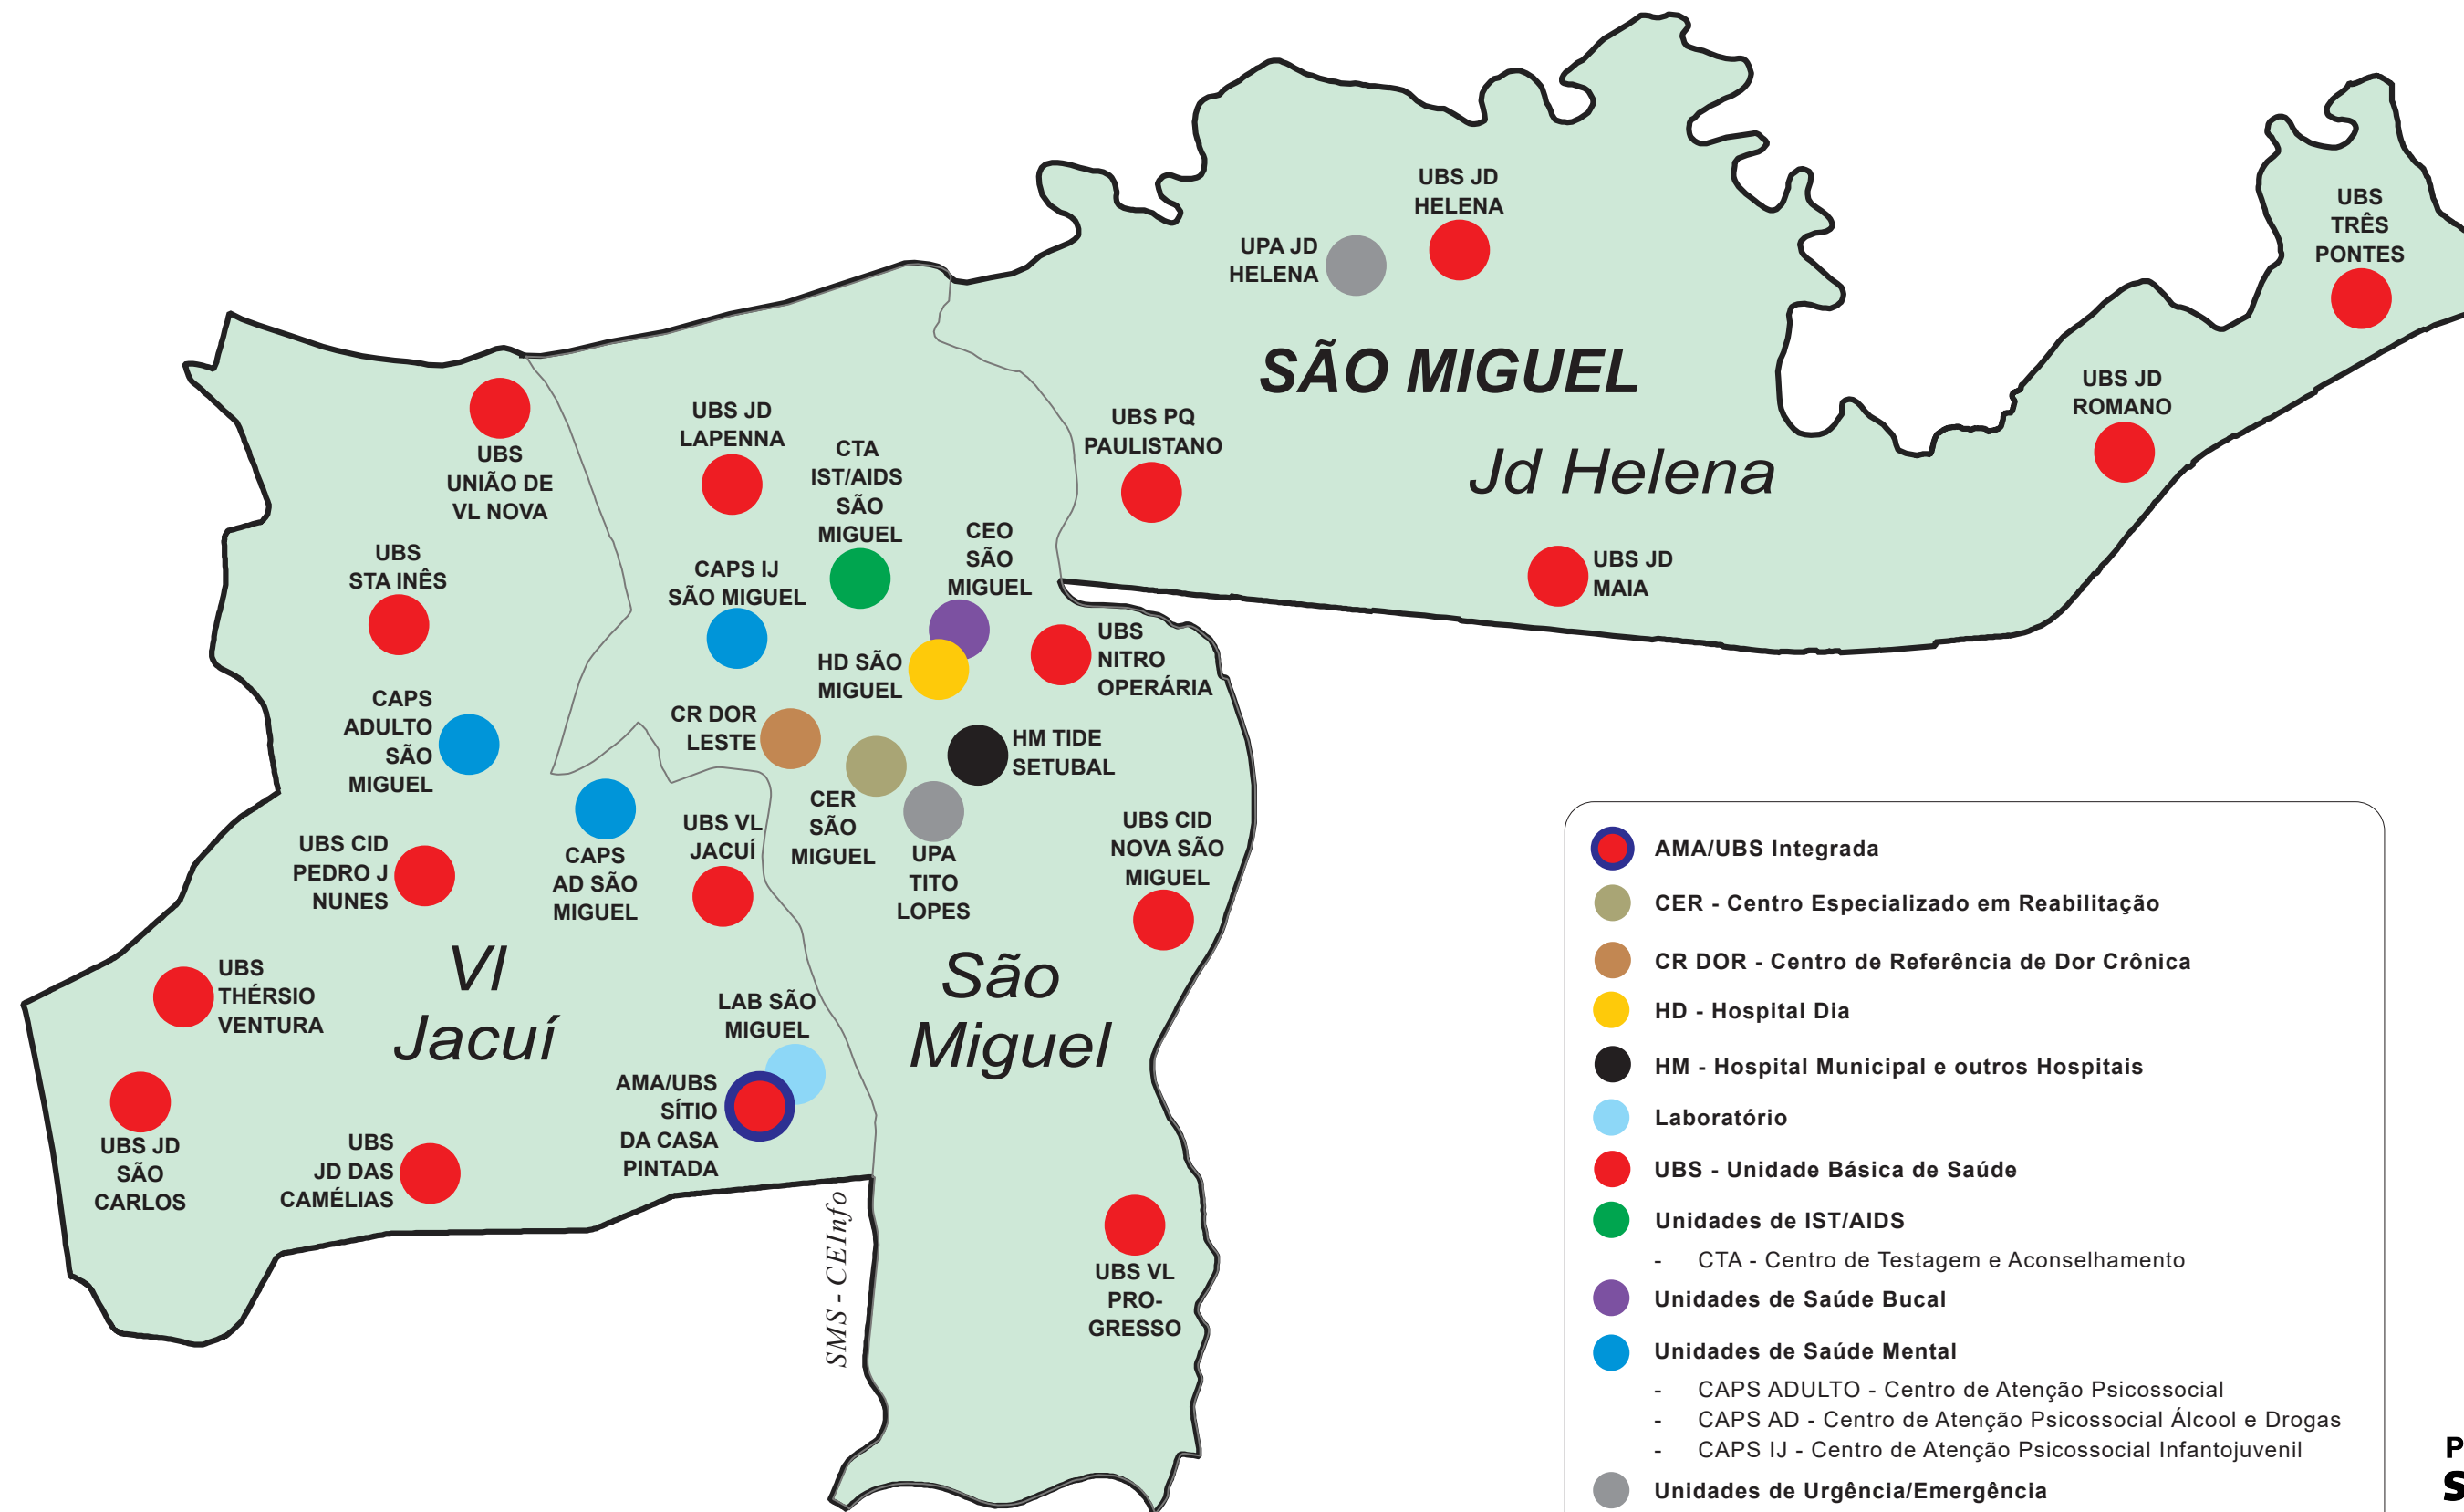 UBS JD
HELENA
UPA JD
HELENA
UBS
TRÊS
PONTES
SÃO MIGUEL
UBS JD
ROMANO
UBS PQ
PAULISTANO
Jd Helena
UBS JD
MAIA
UBS
UNIÃO DE
VL NOVA
UBS JD
LAPENNA
CTA
IST/AIDS
SÃO
MIGUEL
CEO
SÃO
MIGUEL
UBS
STA INÊS
CAPS IJ
SÃO MIGUEL
HD SÃO
MIGUEL
UBS
NITRO
OPERÁRIA
CAPS
ADULTO
SÃO
MIGUEL
CR DOR
LESTE
HM TIDE
SETUBAL
CER
SÃO
MIGUEL
UPA
TITO
LOPES
UBS CID
NOVA SÃO
MIGUEL
UBS CID
PEDRO J
NUNES
CAPS
AD SÃO
MIGUEL
UBS VL
JACUÍ
UBS
THÉRSIO
VENTURA
Vl
Jacuí
São
Miguel
LAB SÃO
MIGUEL
AMA/UBS
SÍTIO
DA CASA
PINTADA
UBS JD
SÃO
CARLOS
UBS
JD DAS
CAMÉLIAS
UBS VL
PRO-
GRESSO
SMS - CEInfo
AMA/UBS Integrada
CER - Centro Especializado em Reabilitação
CR DOR - Centro de Referência de Dor Crônica
HD - Hospital Dia
HM - Hospital Municipal e outros Hospitais
Laboratório
UBS - Unidade Básica de Saúde
Unidades de IST/AIDS
- CTA - Centro de Testagem e Aconselhamento
Unidades de Saúde Bucal
Unidades de Saúde Mental
- CAPS ADULTO - Centro de Atenção Psicossocial
- CAPS AD - Centro de Atenção Psicossocial Álcool e Drogas
- CAPS IJ - Centro de Atenção Psicossocial Infantojuvenil
Unidades de Urgência/Emergência